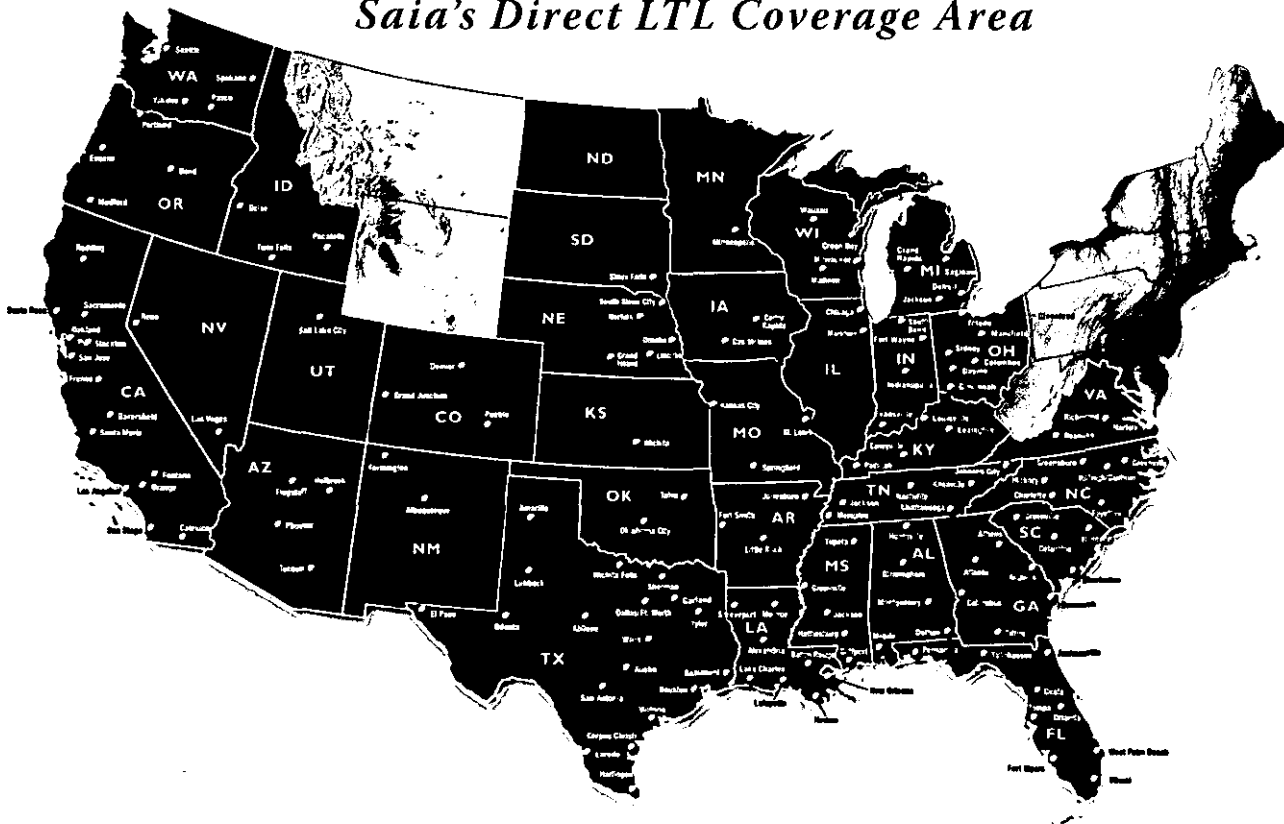 Saia's Direct LTL Coverage Area
Seattle
WA
Spokane
Yakima
Pasco
Portland
Eugene
Bend
Medford
OR
ID
Boise
Twin Falls
Pocatello
ND
MN
Minneapolis
SD
Sioux Falls
Wausau
WI
Green Bay
Milwaukee
Madison
Grand Rapids
MI
Saginaw
Detroit
Jackson
Redding
Santa Rosa
Sacramento
Oakland
Stockton
San Jose
Fresno
CA
Bakersfield
Santa Maria
Fontana
Orange
Los Angeles
San Diego
Reno
NV
Las Vegas
Salt Lake City
UT
NE
South Sioux City
Norfolk
Omaha
Lincoln
Grand Island
IA
Cedar Rapids
Des Moines
Chicago
IL
South Bend
Fort Wayne
IN
Indianapolis
Toledo
Mansfield
Cleveland
Sidney
OH
Columbus
Dayton
Cincinnati
Denver
Grand Junction
CO
Pueblo
KS
Wichita
Kansas City
MO
St. Louis
Springfield
Louisville
Lexington
KY
VA
Richmond
Norfolk
Roanoke
AZ
Flagstaff
Holbrook
Phoenix
Tucson
Farmington
Albuquerque
NM
OK
Tulsa
Oklahoma City
Jonesboro
Fort Smith
AR
Little Rock
TN
Jackson
Memphis
Nashville
Knoxville
Chattanooga
Johnson City
Greensboro
Hickory
Charlotte
NC
Greenville
SC
Columbia
Charleston
Amarillo
Lubbock
El Paso
Odessa
Abilene
Wichita Falls
Sherman
Garland
Dallas/Ft. Worth
Tyler
Waco
TX
Austin
Beaumont
Houston
San Antonio
Victoria
Corpus Christi
Laredo
Harlingen
Shreveport
Monroe
LA
Alexandria
Baton Rouge
Lake Charles
Lafayette
Houma
New Orleans
Tupelo
MS
Greenville
Jackson
Hattiesburg
Gulfport
Huntsville
AL
Birmingham
Montgomery
Mobile
Dothan
Athens
Atlanta
Augusta
Columbus
GA
Savannah
Pensacola
Tallahassee
Jacksonville
Ocala
Tampa
Orlando
FL
Fort Myers
West Palm Beach
Miami